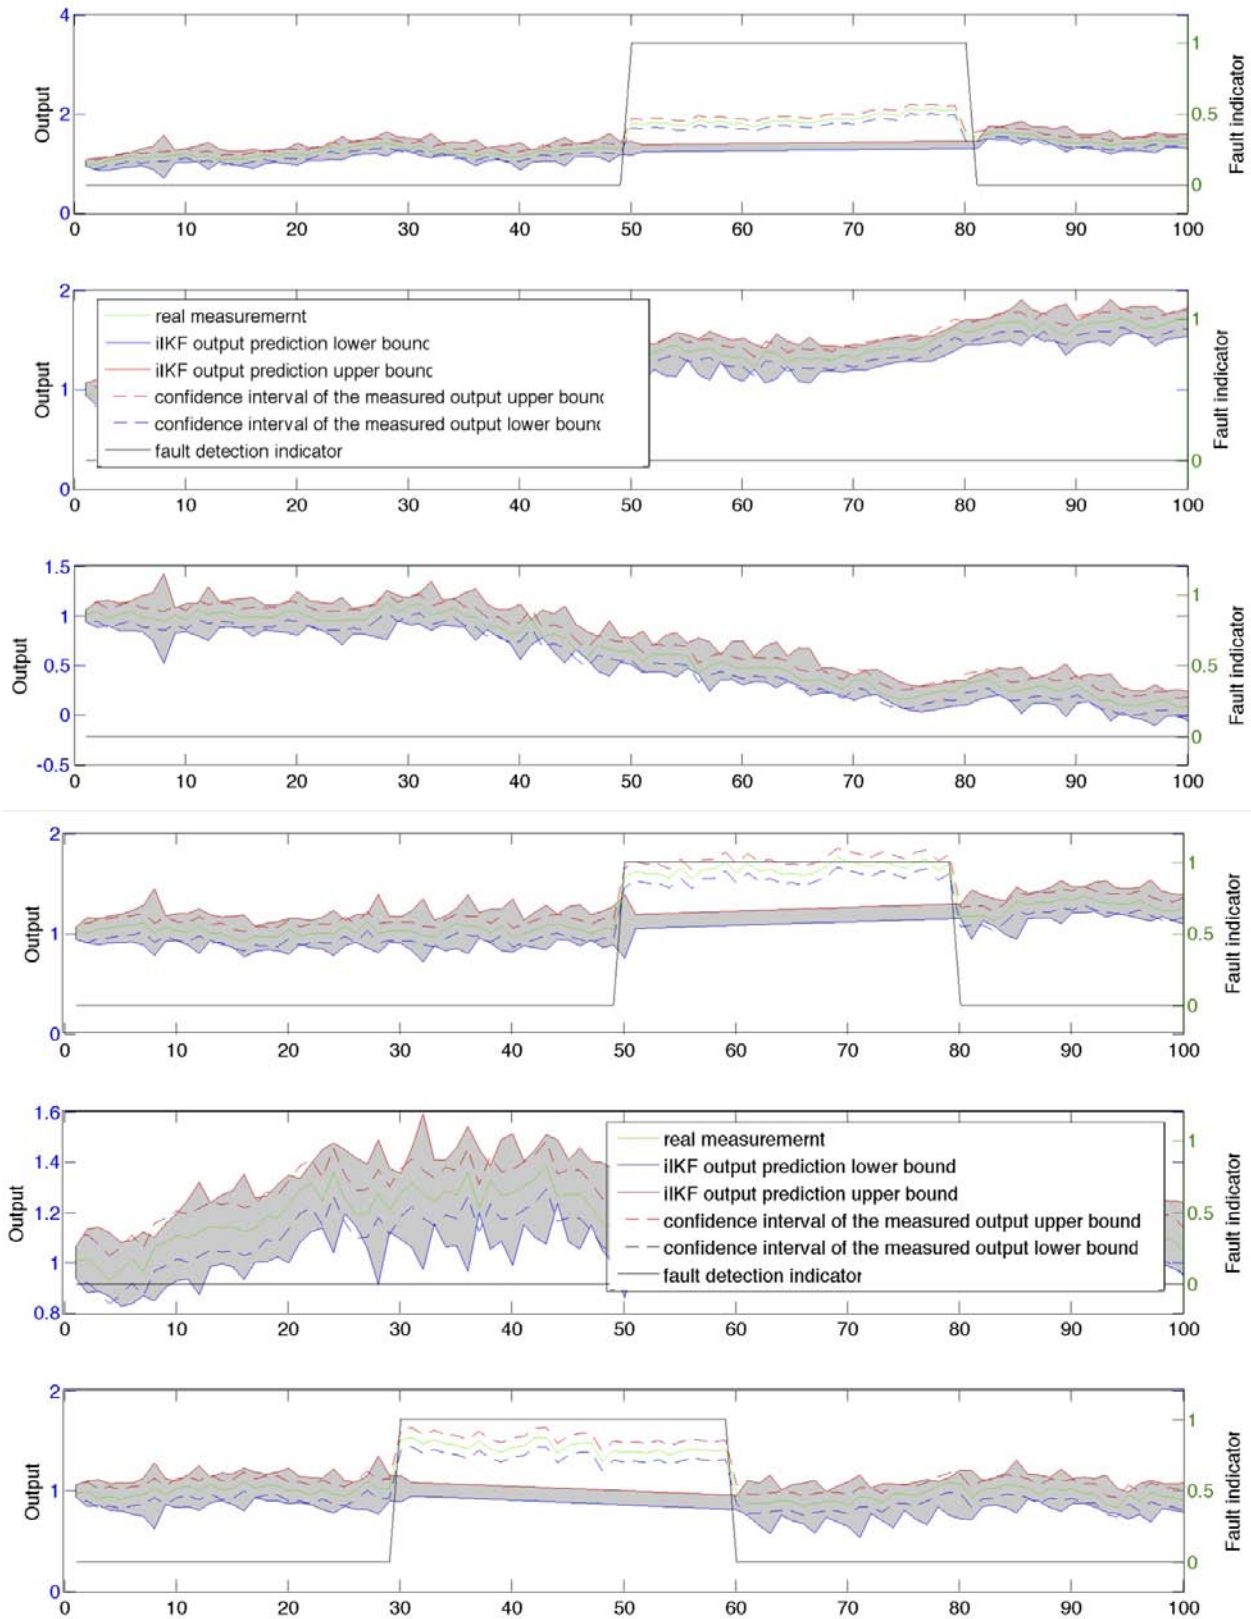 4
2
0
Output
1
0.5
0
Fault indicator
0 10 20 30 40 50 60 70 80 90 100
2
1
0
Output
real measurement
iIKF output prediction lower bounc
iIKF output prediction upper bounc
confidence interval of the measured output upper bounc
confidence interval of the measured output lower bounc
fault detection indicator
1
0
Fault indicator
0 10 20 30 40 50 60 70 80 90 100
1.5
1
0.5
0
-0.5
Output
1
0.5
0
Fault indicator
0 10 20 30 40 50 60 70 80 90 100
2
1
0
Output
1
0.5
0
Fault indicator
0 10 20 30 40 50 60 70 80 90 100
1.6
1.4
1.2
1
0.8
Output
real measurement
iIKF output prediction lower bound
iIKF output prediction upper bound
confidence interval of the measured output upper bound
confidence interval of the measured output lower bound
fault detection indicator
1
0.5
0
Fault indicator
0 10 20 30 40 50 60 70 80 90 100
2
1
0
Output
1
0.5
0
Fault indicator
0 10 20 30 40 50 60 70 80 90 100